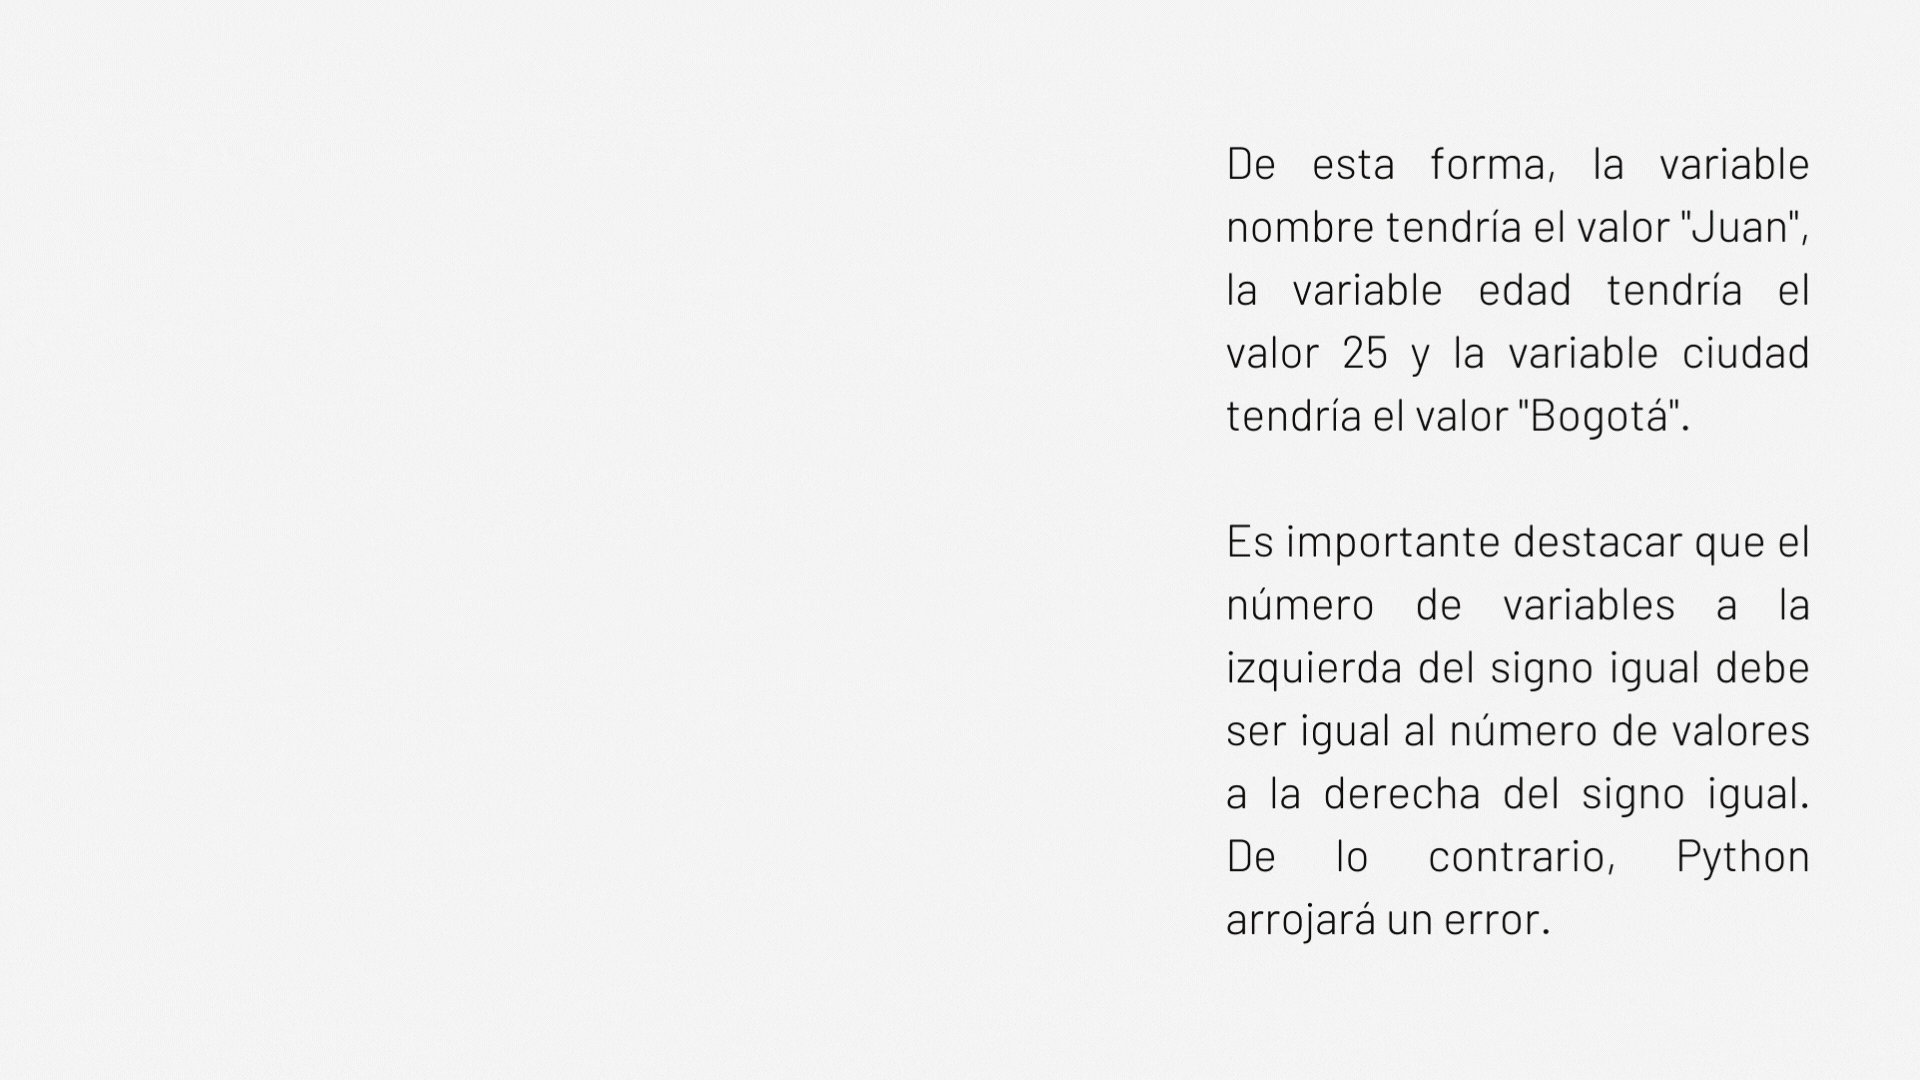 De esta forma, la variable
nombre tendría el valor "Juan",
la variable edad tendría el
valor 25 y la variable ciudad
tendría el valor "Bogotá".
Es importante destacar que el
número de variables a la
izquierda del signo igual debe
ser igual al número de valores
a la derecha del signo igual.
De lo contrario, Python
arrojará un error.